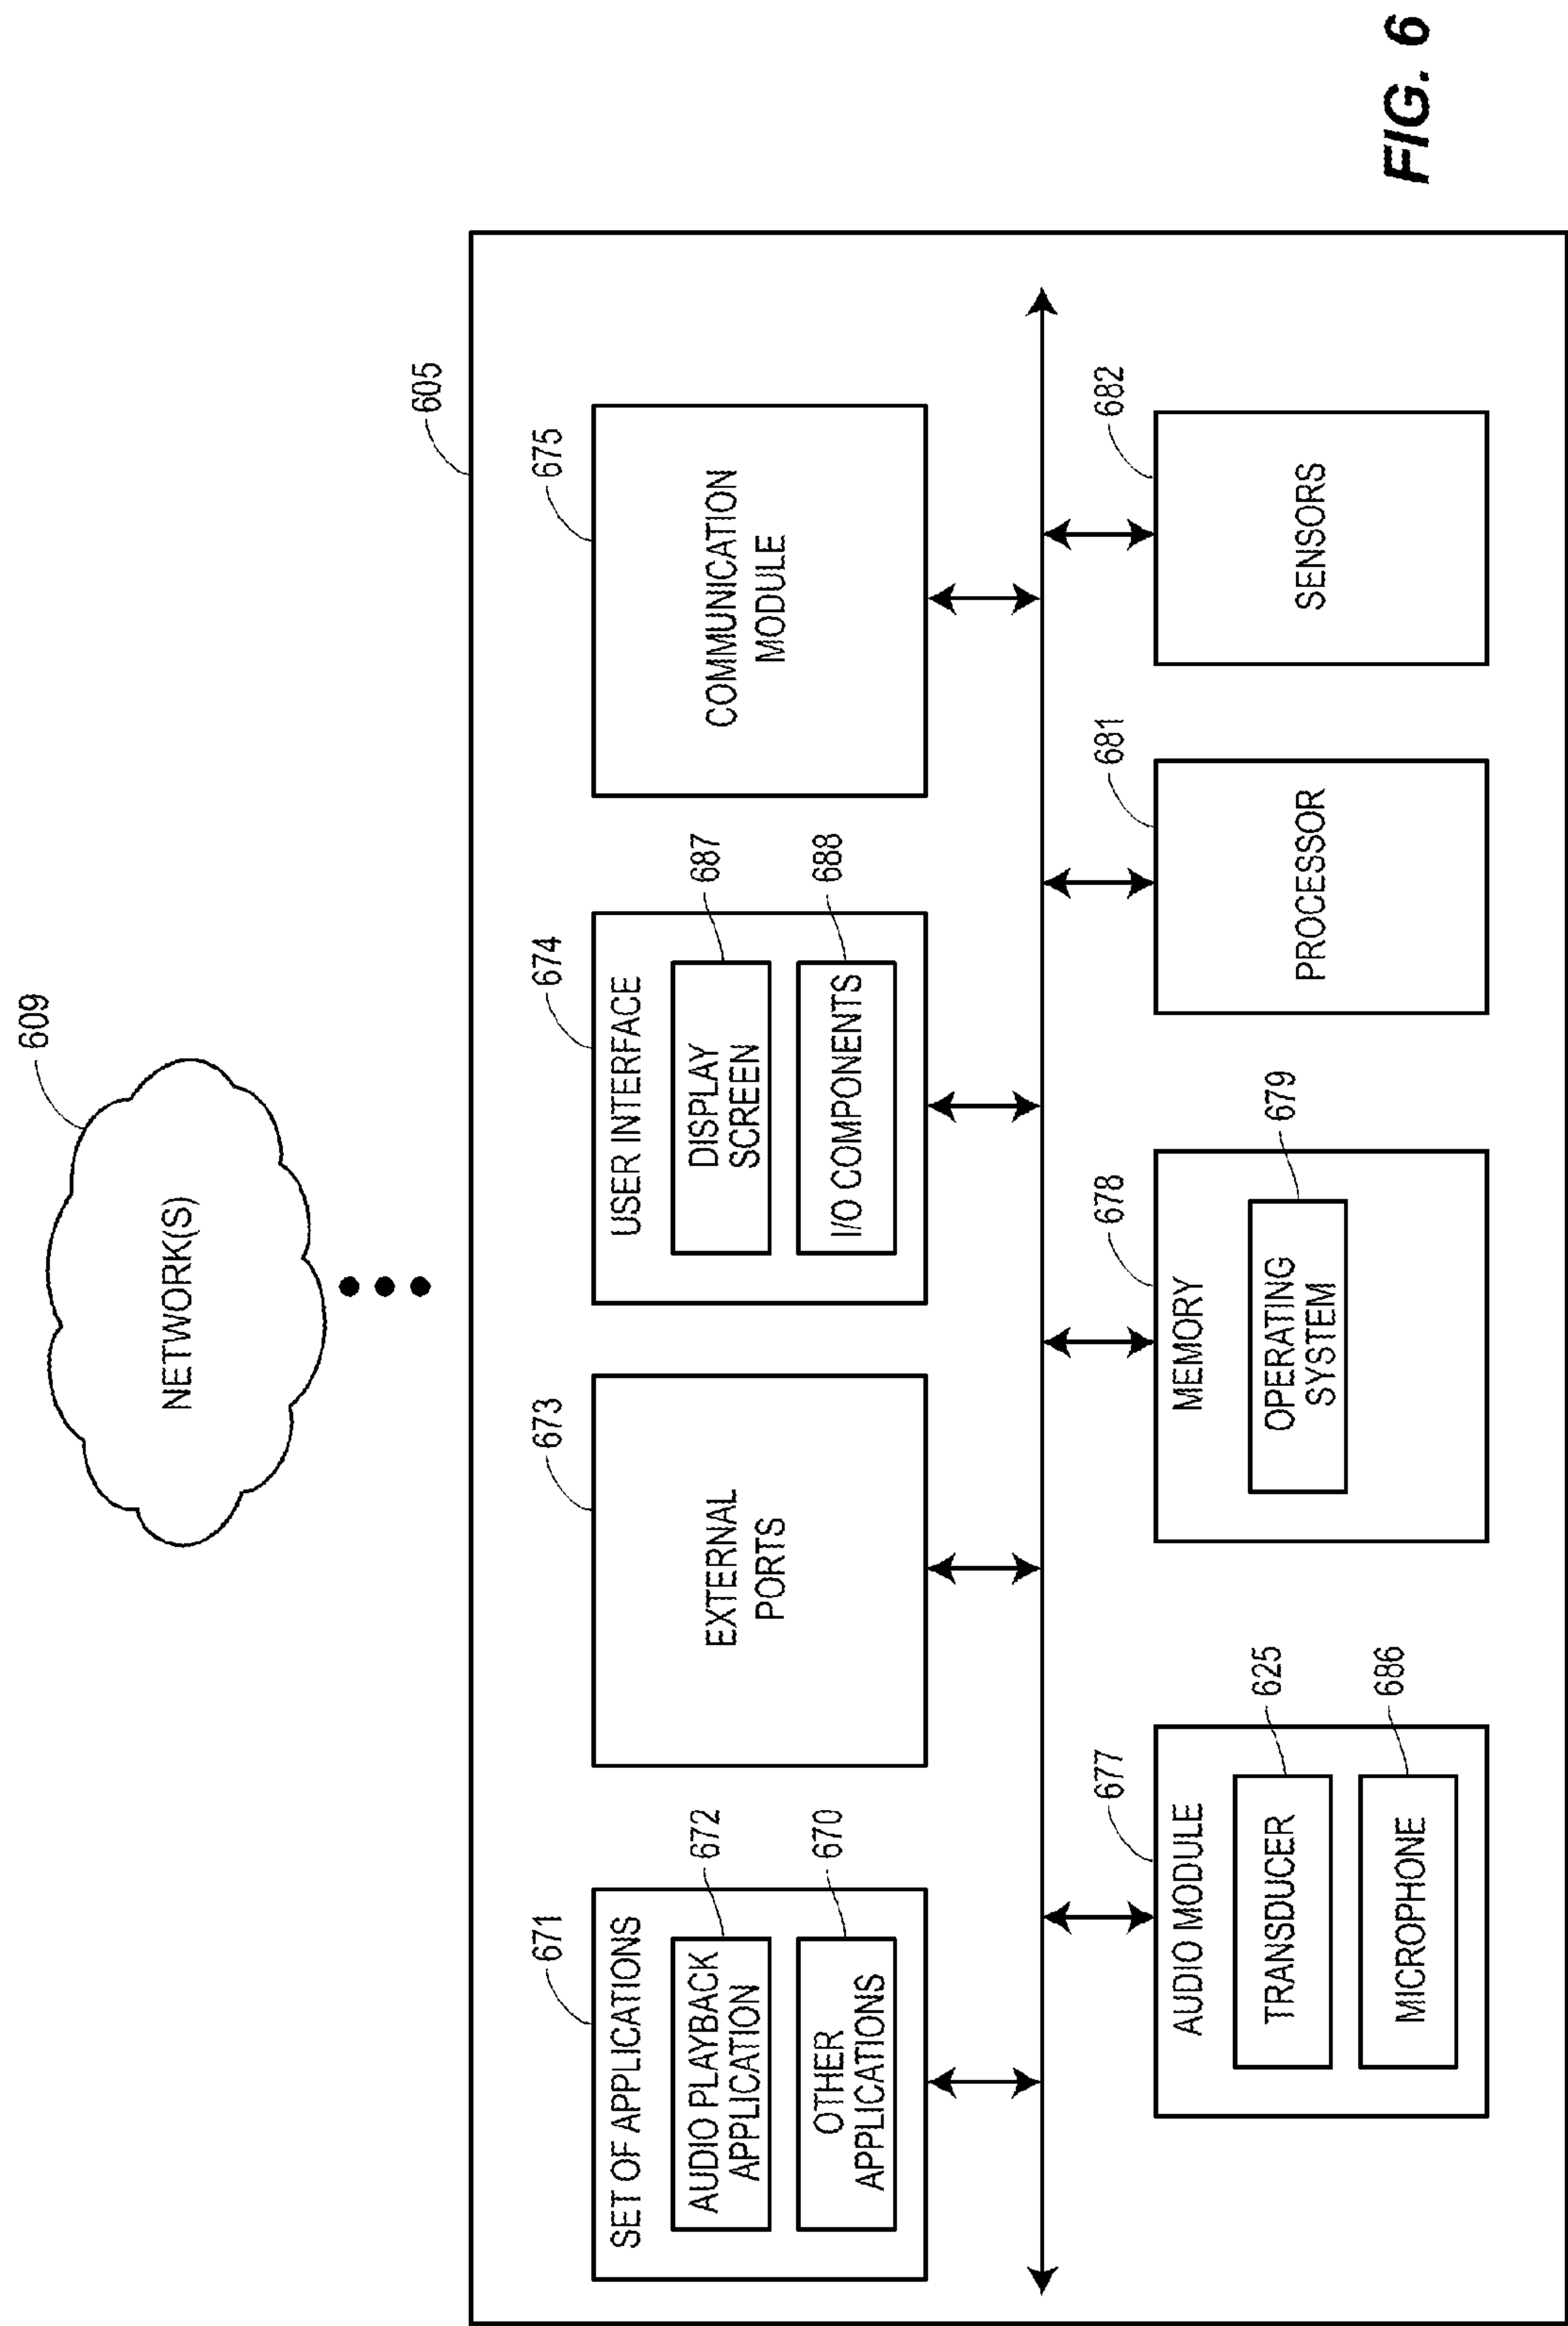 609
NETWORK(S)
605
671
SET OF APPLICATIONS
672
AUDIO PLAYBACK
APPLICATION
670
OTHER
APPLICATIONS
673
EXTERNAL
PORTS
674
USER INTERFACE
687
DISPLAY
SCREEN
688
I/O COMPONENTS
675
COMMUNICATION
MODULE
677
AUDIO MODULE
625
TRANSDUCER
686
MICROPHONE
678
MEMORY
679
OPERATING
SYSTEM
681
PROCESSOR
682
SENSORS
FIG. 6